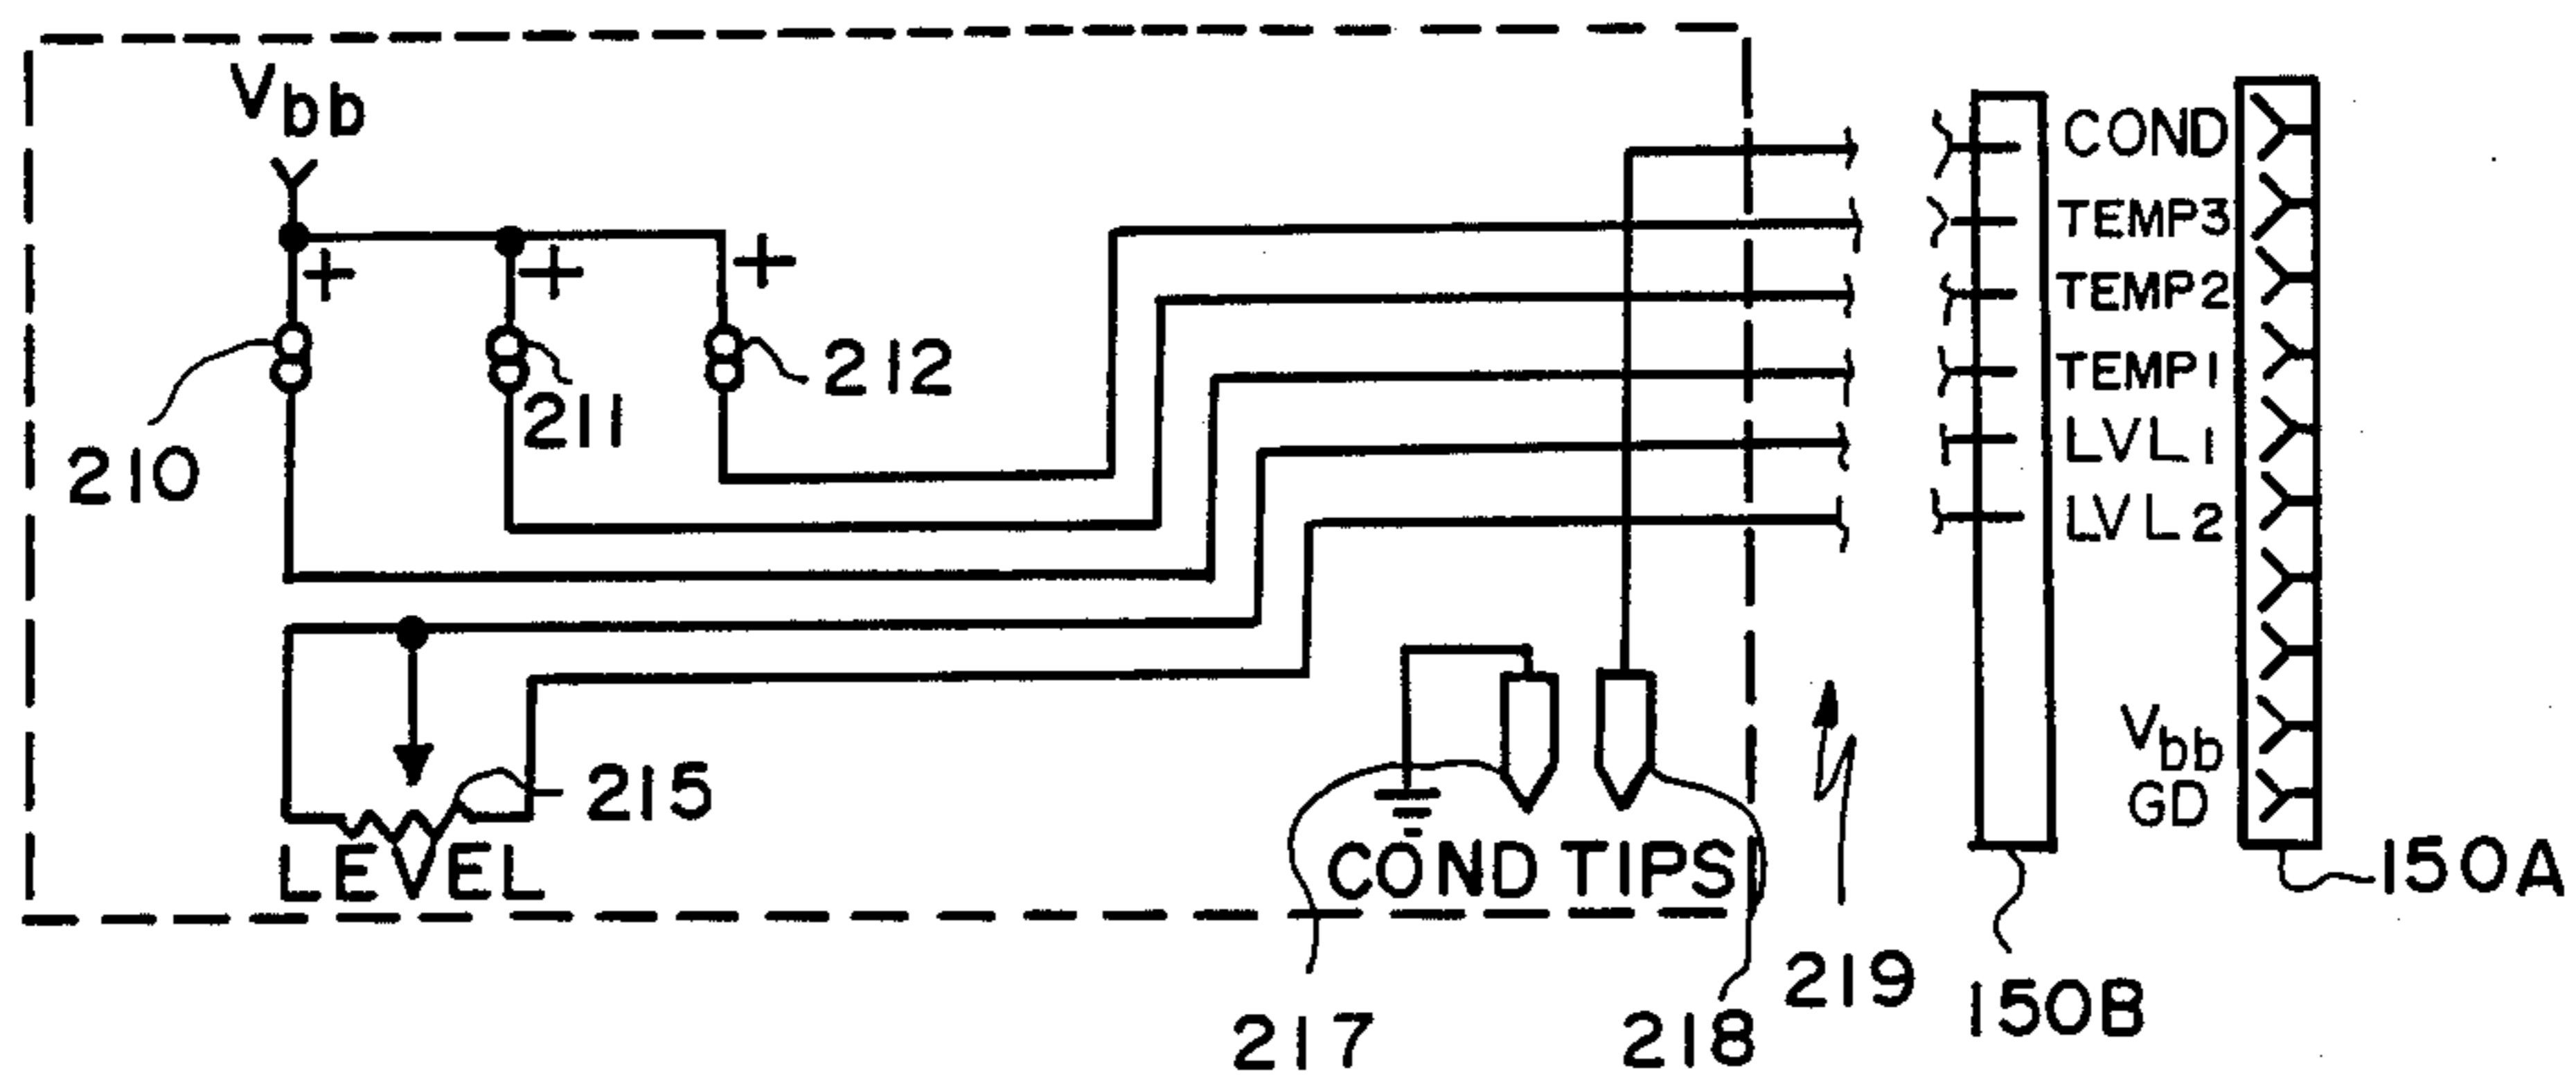 Vbb
COND
TEMP3
TEMP2
TEMP1
LVL1
LVL2
+ + +
210
211
212
215
LEVEL
COND TIPS
Vbb
GD
217
218
219
150B
150A